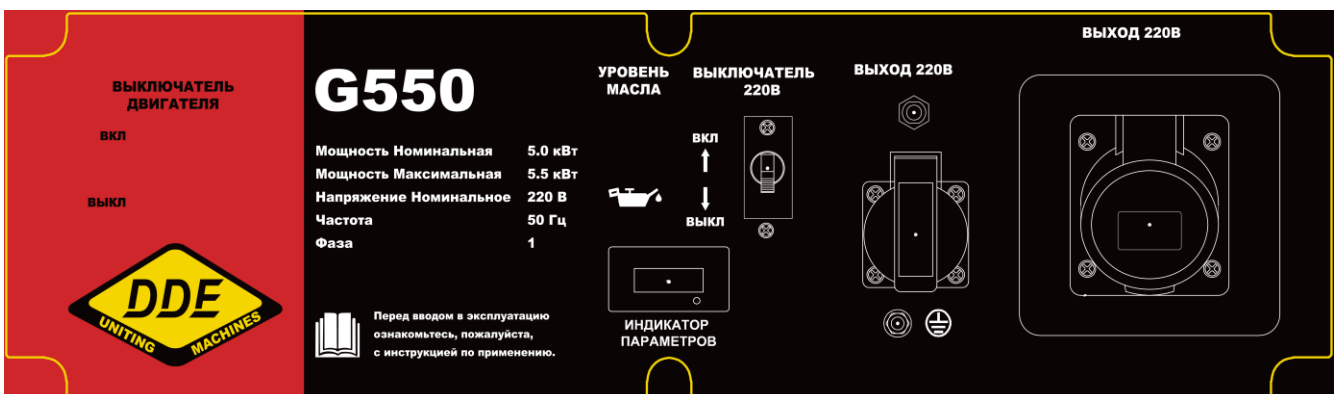 ВЫКЛЮЧАТЕЛЬ
ДВИГАТЕЛЯ
ВКЛ
ВЫКЛ
DDE
UNITING MACHINES
G550
Мощность Номинальная 5.0 кВт
Мощность Максимальная 5.5 кВт
Напряжение Номинальное 220 В
Частота 50 Гц
Фаза 1
Перед вводом в эксплуатацию
ознакомьтесь, пожалуйста,
с инструкцией по применению.
УРОВЕНЬ
МАСЛА
ВЫКЛЮЧАТЕЛЬ
220В
ВКЛ
ВЫКЛ
ИНДИКАТОР
ПАРАМЕТРОВ
ВЫХОД 220В
ВЫХОД 220В